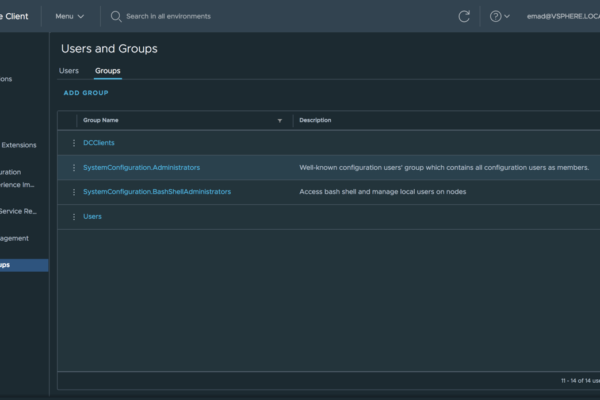 e Client Menu Search in all environments emad@VSPHERE.LOCA
Users and Groups
Users Groups
ADD GROUP
Group Name Description
DCClients
SystemConfiguration.Administrators Well-known configuration users' group which contains all configuration users as members.
SystemConfiguration.BashShellAdministrators Access bash shell and manage local users on nodes
Users
11 - 14 of 14 use
ions
Extensions
uration
erience Im...
Service Re...
agement
ups